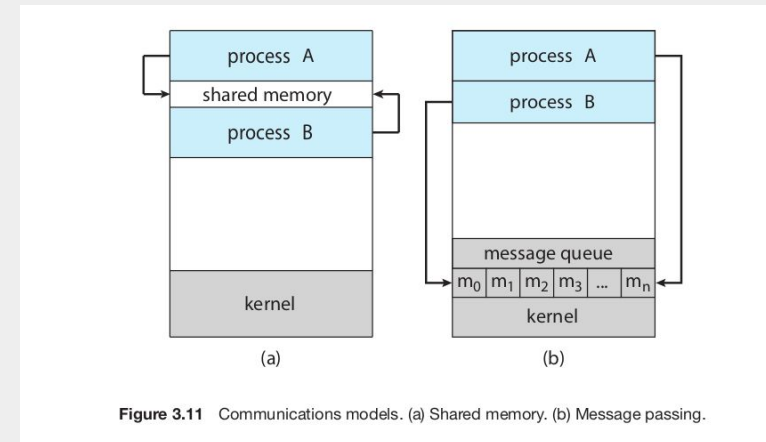 process A
shared memory
process B
kernel
(a)
process A
process B
message queue
m0 m1 m2 m3 ... mn
kernel
(b)
Figure 3.11 Communications models. (a) Shared memory. (b) Message passing.